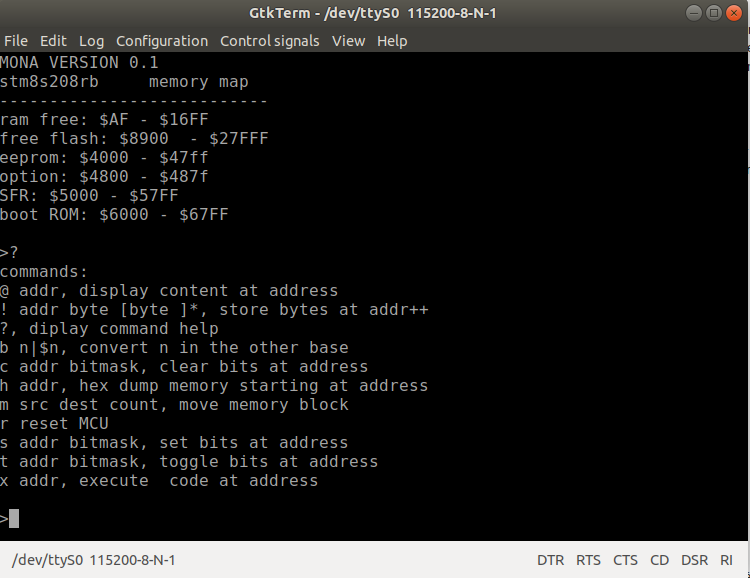 GtkTerm - /dev/ttyS0 115200-8-N-1
File Edit Log Configuration Control signals View Help
MONA VERSION 0.1
stm8s208rb     memory map
---------------------------
ram free: $AF - $16FF
free flash: $8900  - $27FFF
eeprom: $4000 - $47ff
option: $4800 - $487f
SFR: $5000 - $57FF
boot ROM: $6000 - $67FF
>?
commands:
@ addr, display content at address
! addr byte [byte ]*, store bytes at addr++
?, diplay command help
b n|$n, convert n in the other base
c addr bitmask, clear bits at address
h addr, hex dump memory starting at address
m src dest count, move memory block
r reset MCU
s addr bitmask, set bits at address
t addr bitmask, toggle bits at address
x addr, execute  code at address
>
/dev/ttyS0 115200-8-N-1 DTR RTS CTS CD DSR RI